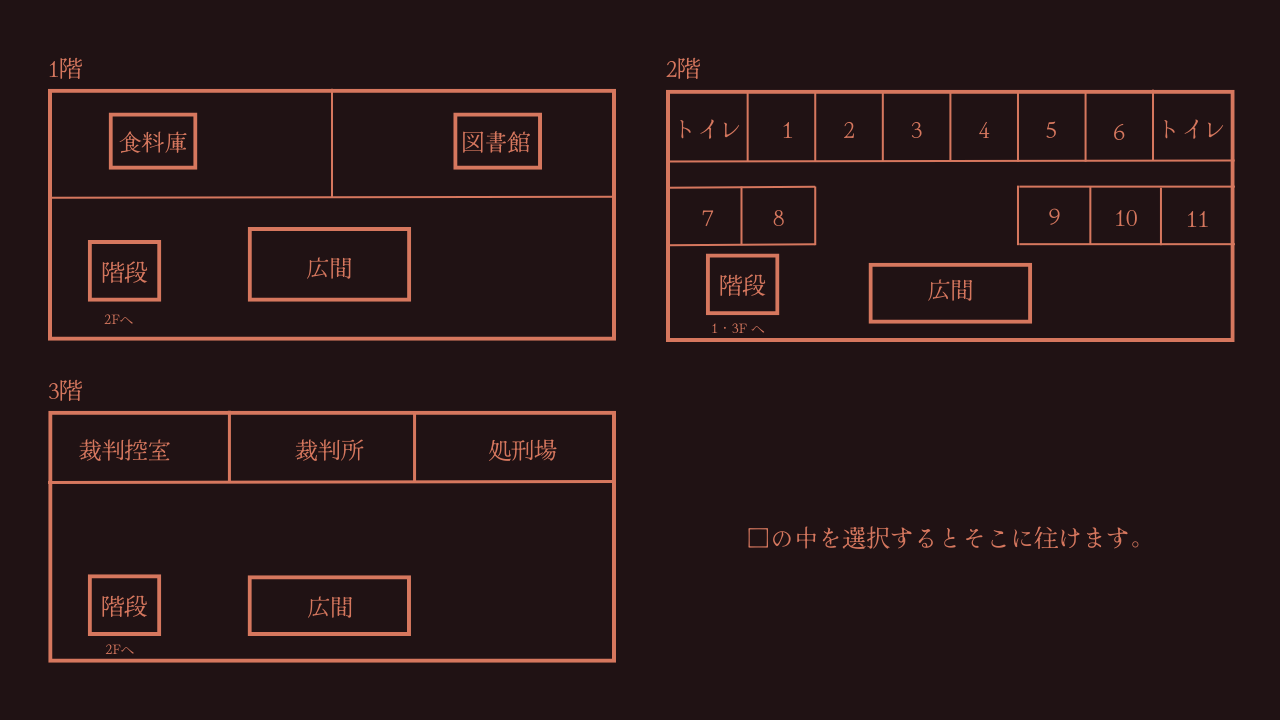 1階
食料庫
図書館
階段
広間
2Fへ
2階
トイレ
1
2
3
4
5
6
トイレ
7
8
9
10
11
階段
広間
1・3F へ
3階
裁判控室
裁判所
処刑場
階段
広間
2Fへ
□の中を選択するとそこに往けます。